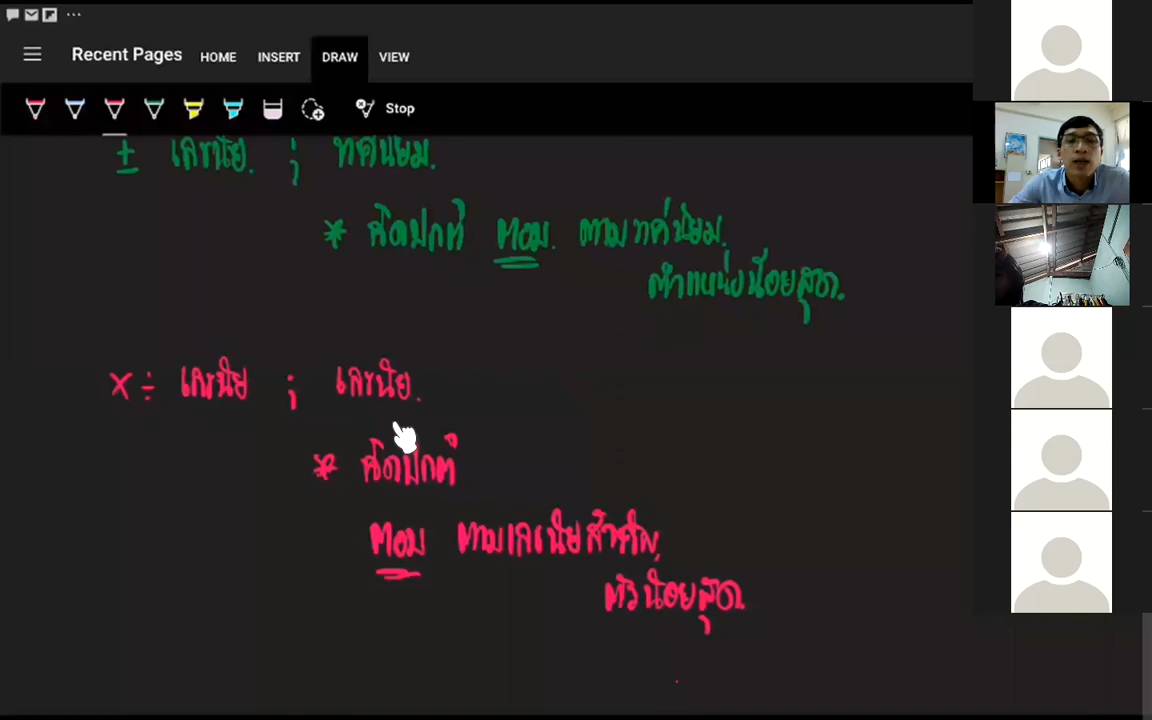 Recent Pages HOME INSERT DRAW VIEW
Stop
± เลขนัย. ; ทศนิยม.
* คิดปกติ ตอบ. ตามทศนิยม.
ตำแหน่งน้อยสุด.
× ÷ เลขนัย ; เลขนัย.
* คิดปกติ
ตอบ ตามเลขนัยสำคัญ
ตัวน้อยสุด